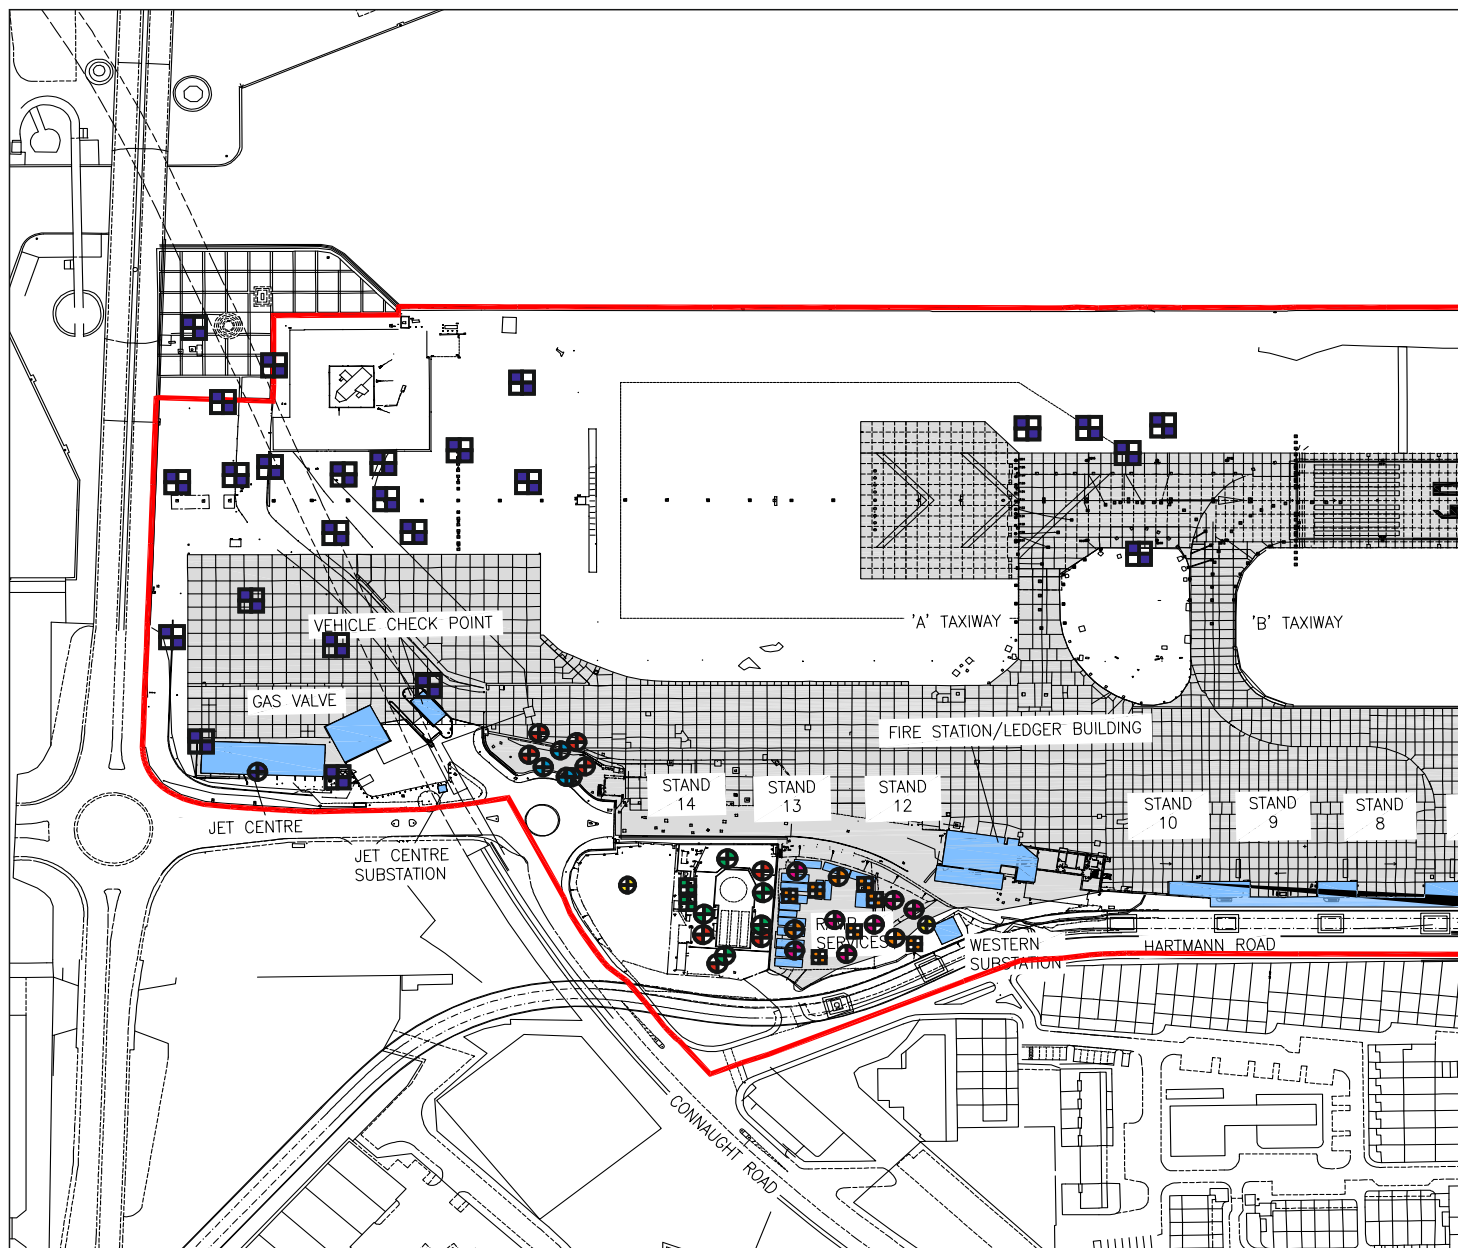 VEHICLE CHECK POINT
'A' TAXIWAY
'B' TAXIWAY
GAS VALVE
FIRE STATION/LEDGER BUILDING
STAND
14
STAND
13
STAND
12
STAND
10
STAND
9
STAND
8
JET CENTRE
JET CENTRE
SUBSTATION
SERVICES
WESTERN
SUBSTATION
HARTMANN ROAD
CONNAUGHT ROAD